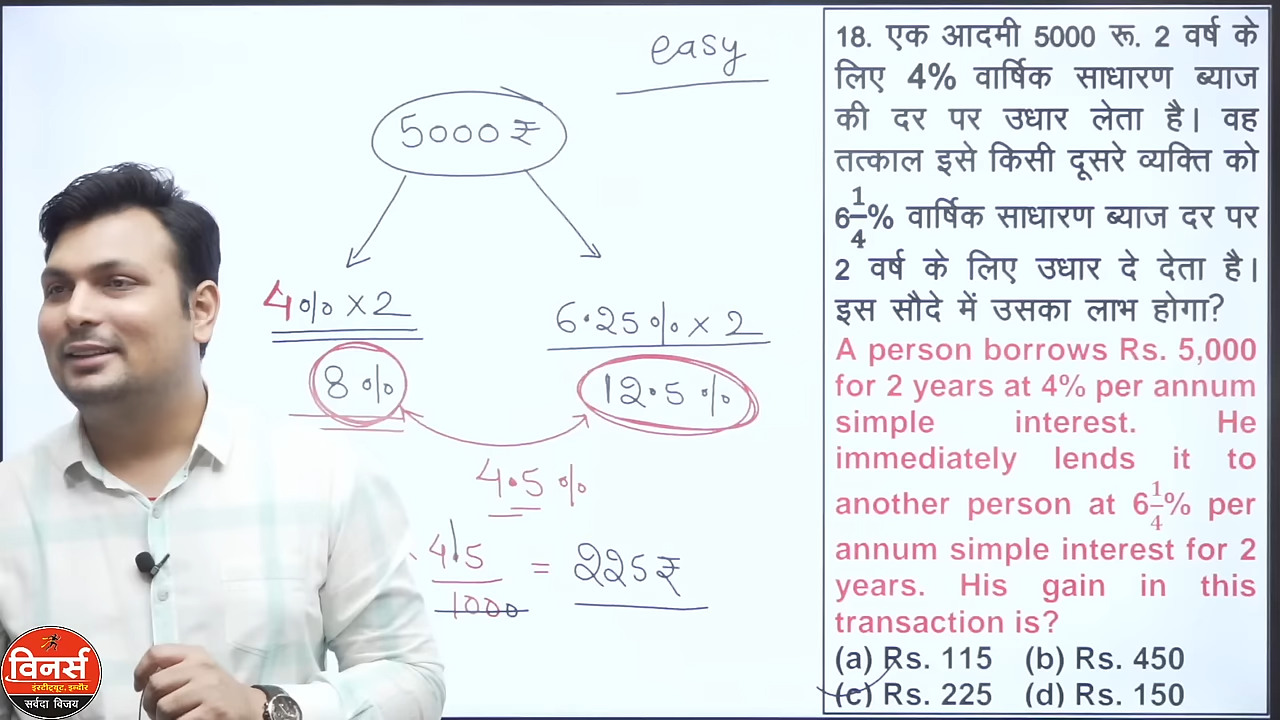 easy
5000 ₹
4% × 2
6.25% × 2
8%
12.5%
4.5%
4.5
1000
= 225 ₹
18. एक आदमी 5000 रू. 2 वर्ष के
लिए 4% वार्षिक साधारण ब्याज
की दर पर उधार लेता है। वह
तत्काल इसे किसी दूसरे व्यक्ति को
6 1/4% वार्षिक साधारण ब्याज दर पर
2 वर्ष के लिए उधार दे देता है।
इस सौदे में उसका लाभ होगा?
A person borrows Rs. 5,000
for 2 years at 4% per annum
simple interest. He
immediately lends it to
another person at 6 1/4% per
annum simple interest for 2
years. His gain in this
transaction is?
(a) Rs. 115 (b) Rs. 450
(c) Rs. 225 (d) Rs. 150
विनर्स
इंस्टीट्यूट, इन्दौर
सर्वदा विजय